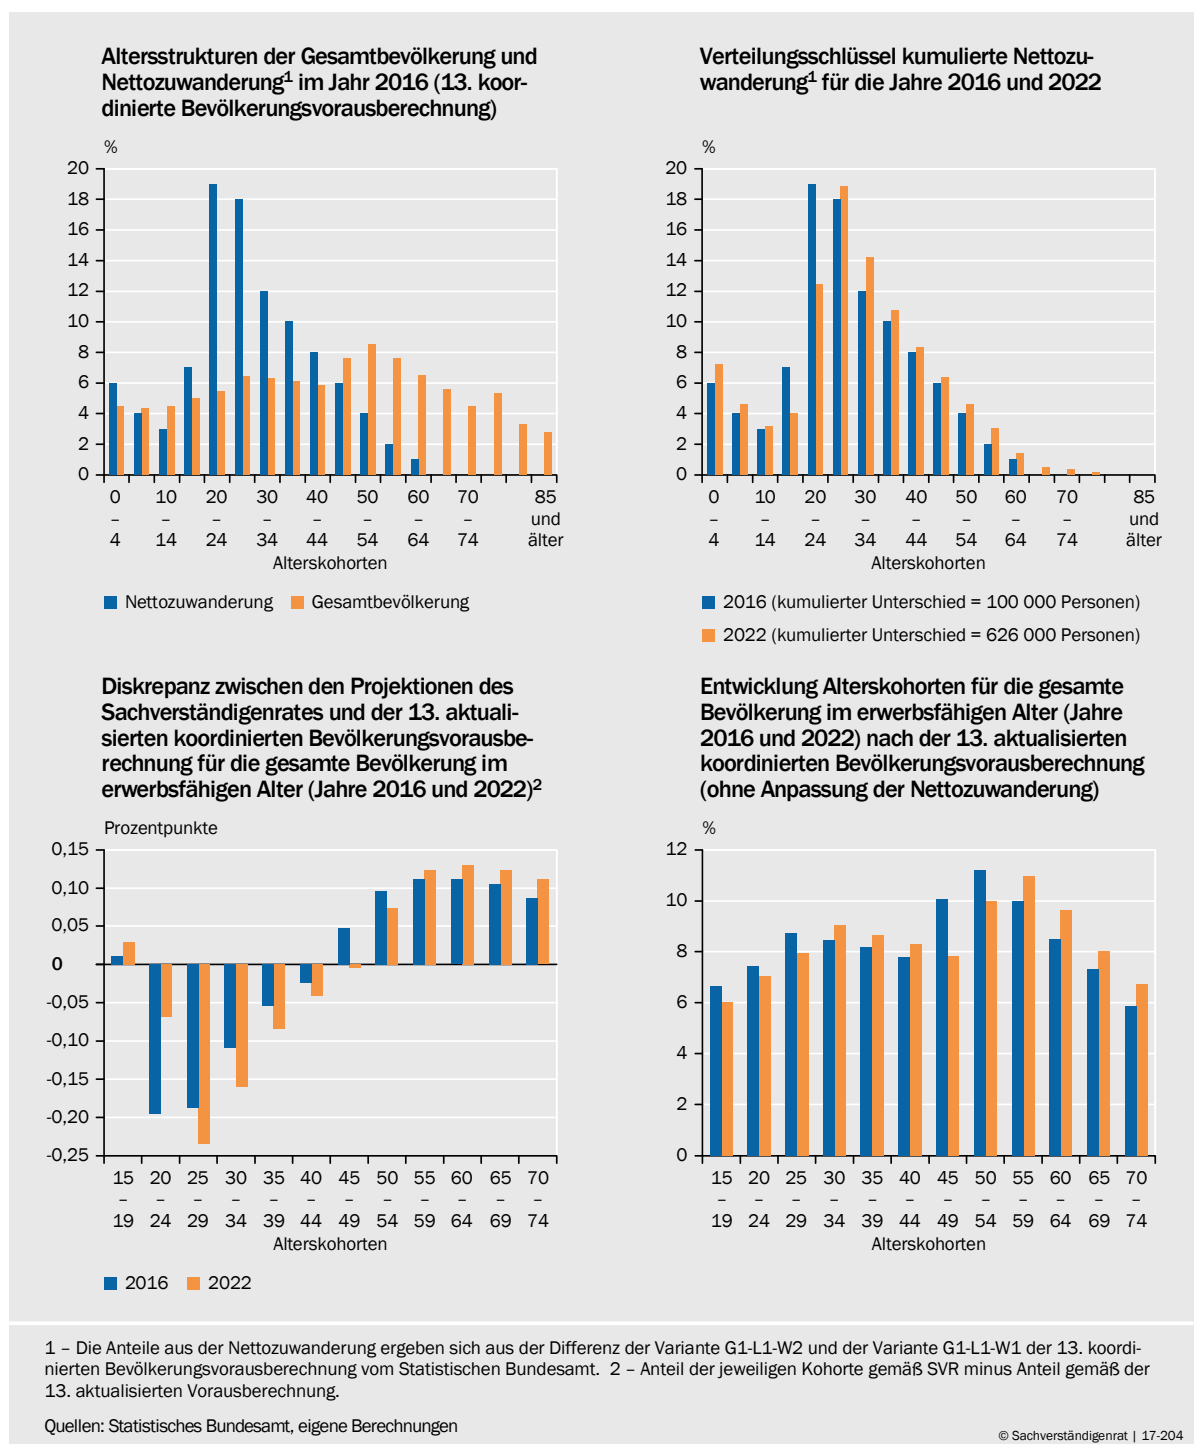 Altersstrukturen der Gesamtbevölkerung und
Nettozuwanderung1 im Jahr 2016 (13. koor-
dinierte Bevölkerungsvorausberechnung)
%
20
18
16
14
12
10
8
6
4
2
0
0 10 20 30 40 50 60 70 85
– – – – – – – – und
4 14 24 34 44 54 64 74 älter
Alterskohorten
Nettozuwanderung Gesamtbevölkerung
Verteilungsschlüssel kumulierte Nettozu-
wanderung1 für die Jahre 2016 und 2022
%
20
18
16
14
12
10
8
6
4
2
0
0 10 20 30 40 50 60 70 85
– – – – – – – – und
4 14 24 34 44 54 64 74 älter
Alterskohorten
2016 (kumulierter Unterschied = 100 000 Personen)
2022 (kumulierter Unterschied = 626 000 Personen)
Diskrepanz zwischen den Projektionen des
Sachverständigenrates und der 13. aktuali-
sierten koordinierten Bevölkerungsvorausbe-
rechnung für die gesamte Bevölkerung im
erwerbsfähigen Alter (Jahre 2016 und 2022)2
Prozentpunkte
0,15
0,10
0,05
0
-0,05
-0,10
-0,15
-0,20
-0,25
15 20 25 30 35 40 45 50 55 60 65 70
– – – – – – – – – – – –
19 24 29 34 39 44 49 54 59 64 69 74
Alterskohorten
2016 2022
Entwicklung Alterskohorten für die gesamte
Bevölkerung im erwerbsfähigen Alter (Jahre
2016 und 2022) nach der 13. aktualisierten
koordinierten Bevölkerungsvorausberechnung
(ohne Anpassung der Nettozuwanderung)
%
12
10
8
6
4
2
0
15 20 25 30 35 40 45 50 55 60 65 70
– – – – – – – – – – – –
19 24 29 34 39 44 49 54 59 64 69 74
Alterskohorten
1 – Die Anteile aus der Nettozuwanderung ergeben sich aus der Differenz der Variante G1-L1-W2 und der Variante G1-L1-W1 der 13. koordi-
nierten Bevölkerungsvorausberechnung vom Statistischen Bundesamt. 2 – Anteil der jeweiligen Kohorte gemäß SVR minus Anteil gemäß der
13. aktualisierten Vorausberechnung.
Quellen: Statistisches Bundesamt, eigene Berechnungen
© Sachverständigenrat | 17-204